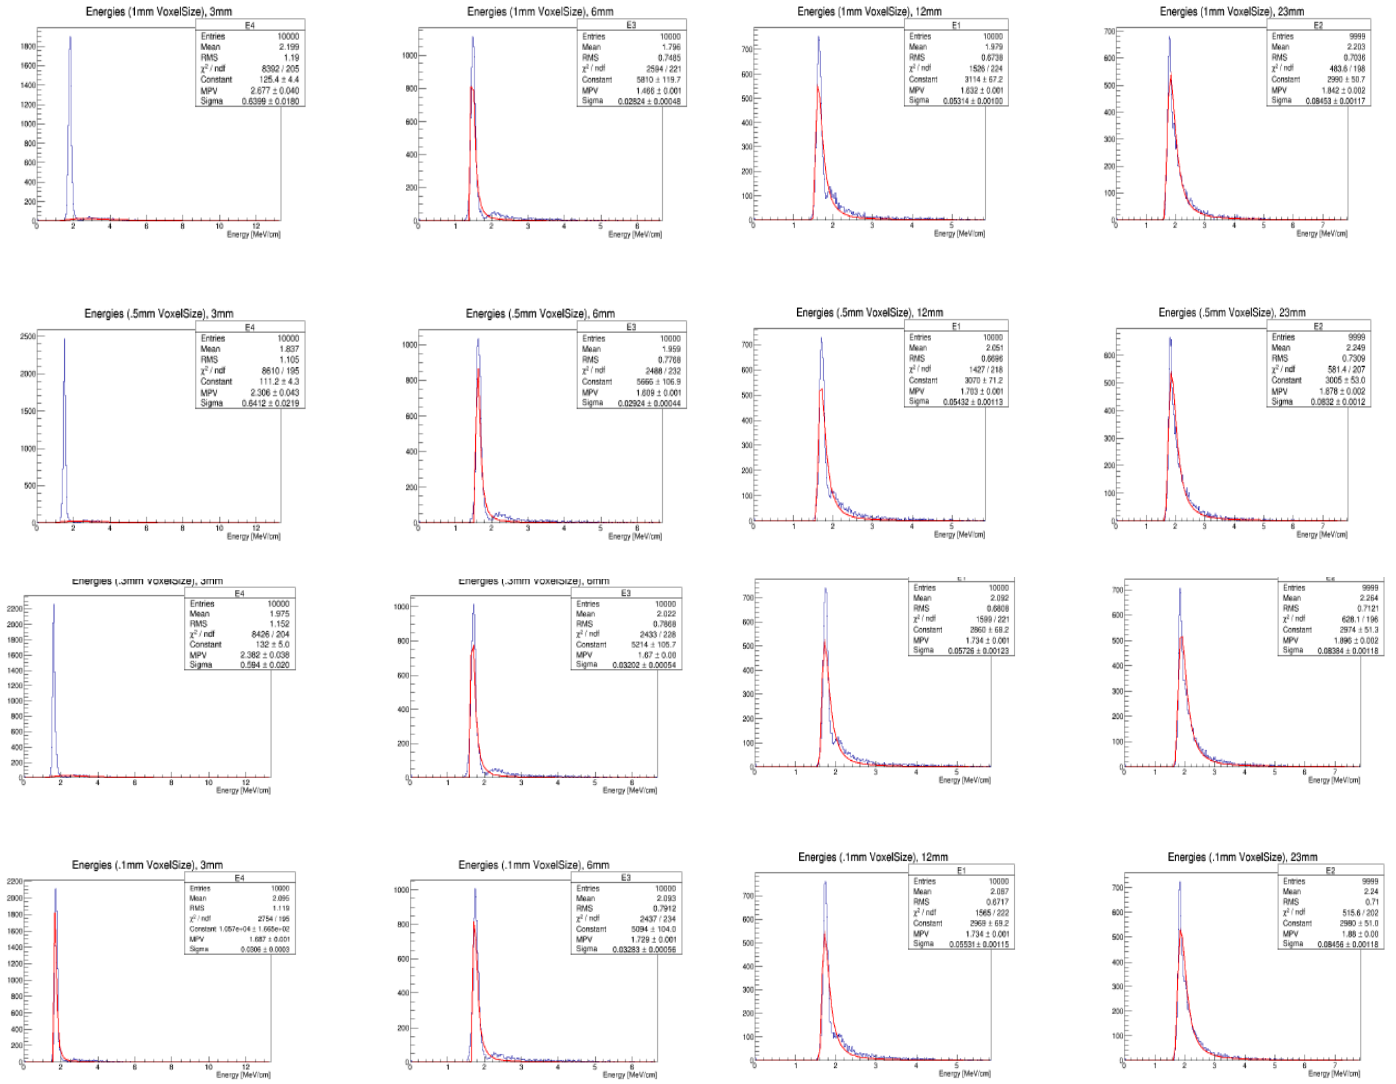 Energies (1mm VoxelSize), 3mm
E4
Entries 10000
Mean 2.199
RMS 1.19
χ² / ndf 8392 / 205
Constant 125.4 ± 4.4
MPV 2.677 ± 0.040
Sigma 0.6399 ± 0.0180
Energy [MeV/cm]
Energies (1mm VoxelSize), 6mm
E3
Entries 10000
Mean 1.796
RMS 0.7485
χ² / ndf 2594 / 221
Constant 5810 ± 119.7
MPV 1.466 ± 0.001
Sigma 0.02824 ± 0.00048
Energy [MeV/cm]
Energies (1mm VoxelSize), 12mm
E1
Entries 10000
Mean 1.979
RMS 0.6738
χ² / ndf 1526 / 224
Constant 3114 ± 67.2
MPV 1.632 ± 0.001
Sigma 0.05314 ± 0.00100
Energy [MeV/cm]
Energies (1mm VoxelSize), 23mm
E2
Entries 9999
Mean 2.203
RMS 0.7036
χ² / ndf 483.6 / 198
Constant 2990 ± 50.7
MPV 1.842 ± 0.002
Sigma 0.08453 ± 0.00117
Energy [MeV/cm]
Energies (.5mm VoxelSize), 3mm
E4
Entries 10000
Mean 1.837
RMS 1.105
χ² / ndf 8610 / 195
Constant 111.2 ± 4.3
MPV 2.306 ± 0.043
Sigma 0.6412 ± 0.0219
Energy [MeV/cm]
Energies (.5mm VoxelSize), 6mm
E3
Entries 10000
Mean 1.959
RMS 0.7768
χ² / ndf 2488 / 232
Constant 5666 ± 106.9
MPV 1.609 ± 0.001
Sigma 0.02924 ± 0.00044
Energy [MeV/cm]
Energies (.5mm VoxelSize), 12mm
E1
Entries 10000
Mean 2.051
RMS 0.6696
χ² / ndf 1427 / 218
Constant 3070 ± 71.2
MPV 1.703 ± 0.001
Sigma 0.05432 ± 0.00113
Energy [MeV/cm]
Energies (.5mm VoxelSize), 23mm
E2
Entries 9999
Mean 2.249
RMS 0.7309
χ² / ndf 581.4 / 207
Constant 3005 ± 53.0
MPV 1.878 ± 0.002
Sigma 0.0832 ± 0.0012
Energy [MeV/cm]
Energies (.3mm VoxelSize), 3mm
E4
Entries 10000
Mean 1.975
RMS 1.152
χ² / ndf 8426 / 204
Constant 132 ± 5.0
MPV 2.382 ± 0.038
Sigma 0.594 ± 0.020
Energy [MeV/cm]
Energies (.3mm VoxelSize), 6mm
E3
Entries 10000
Mean 2.022
RMS 0.7868
χ² / ndf 2433 / 228
Constant 5214 ± 105.7
MPV 1.67 ± 0.00
Sigma 0.03202 ± 0.00054
Energy [MeV/cm]
Entries 10000
Mean 2.092
RMS 0.6808
χ² / ndf 1599 / 221
Constant 2860 ± 68.2
MPV 1.734 ± 0.001
Sigma 0.05726 ± 0.00123
Energy [MeV/cm]
Entries 9999
Mean 2.264
RMS 0.7121
χ² / ndf 628.1 / 196
Constant 2974 ± 51.3
MPV 1.896 ± 0.002
Sigma 0.08384 ± 0.00118
Energy [MeV/cm]
Energies (.1mm VoxelSize), 3mm
E4
Entries 10000
Mean 2.095
RMS 1.119
χ² / ndf 2754 / 195
Constant 1.057e+04 ± 1.665e+02
MPV 1.687 ± 0.001
Sigma 0.0306 ± 0.0003
Energy [MeV/cm]
Energies (.1mm VoxelSize), 6mm
E3
Entries 10000
Mean 2.093
RMS 0.7912
χ² / ndf 2437 / 234
Constant 5094 ± 104.0
MPV 1.729 ± 0.001
Sigma 0.03283 ± 0.00056
Energy [MeV/cm]
Energies (.1mm VoxelSize), 12mm
E1
Entries 10000
Mean 2.087
RMS 0.6717
χ² / ndf 1565 / 222
Constant 2969 ± 69.2
MPV 1.734 ± 0.001
Sigma 0.05531 ± 0.00115
Energy [MeV/cm]
Energies (.1mm VoxelSize), 23mm
E2
Entries 9999
Mean 2.24
RMS 0.71
χ² / ndf 515.6 / 202
Constant 2980 ± 51.0
MPV 1.88 ± 0.00
Sigma 0.08456 ± 0.00118
Energy [MeV/cm]